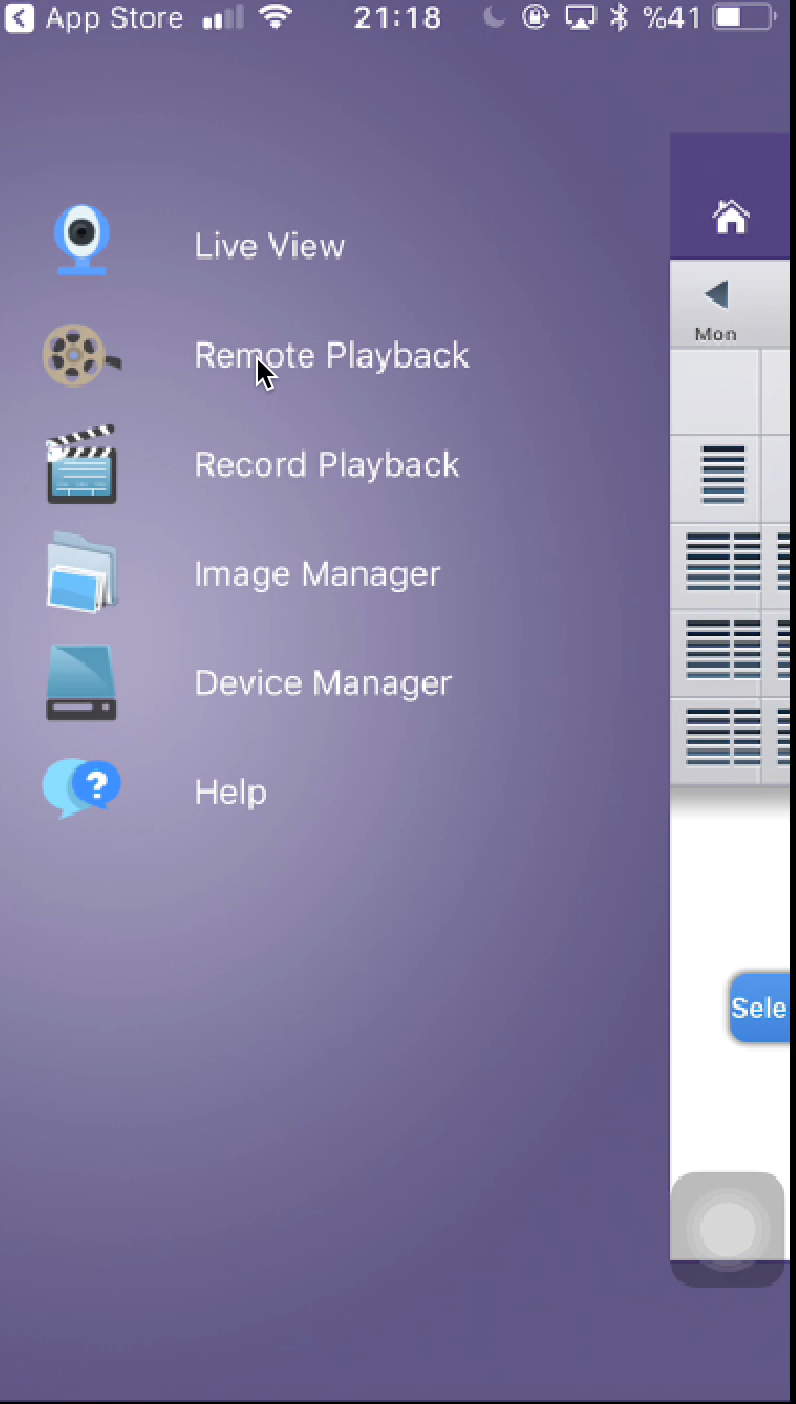 App Store 21:18 %41
Live View
Remote Playback
Mon
Record Playback
Image Manager
Device Manager
?
Help
Sele